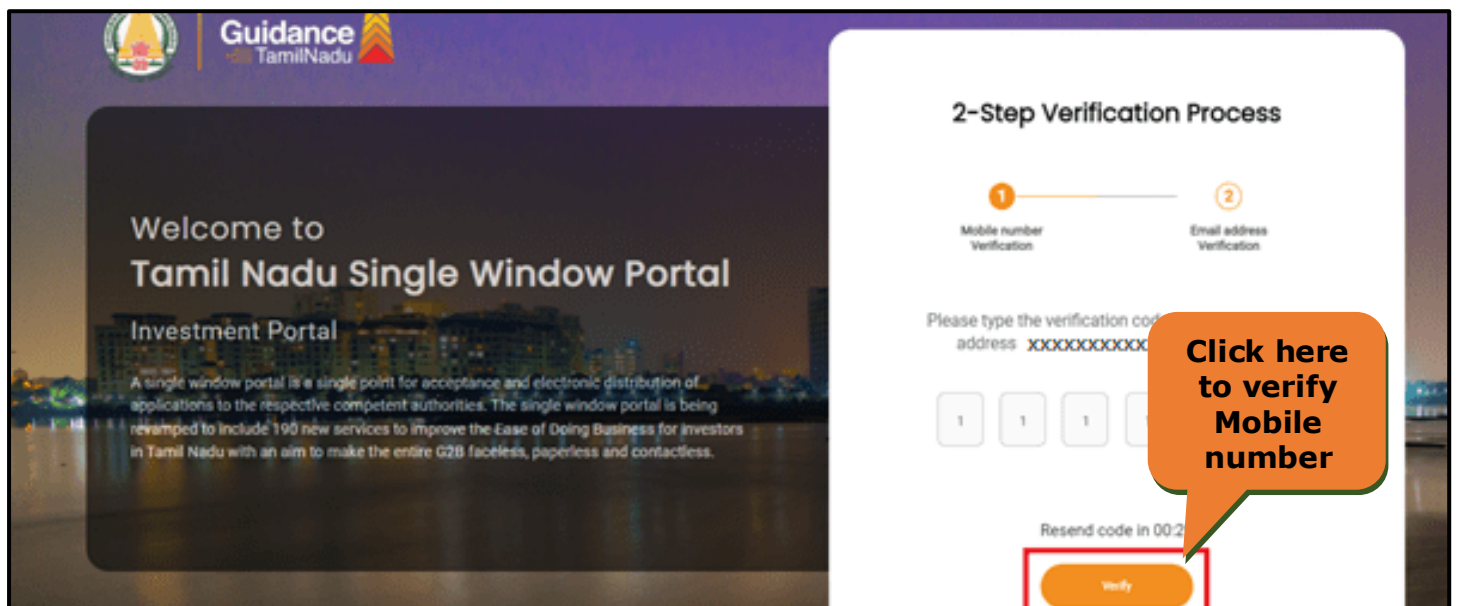 Guidance
TamilNadu
Welcome to
Tamil Nadu Single Window Portal
Investment Portal
A single window portal is a single point for acceptance and electronic distribution of
applications to the respective competent authorities. The single window portal is being
revamped to include 190 new services to improve the Ease of Doing Business for investors
in Tamil Nadu with an aim to make the entire G2B faceless, paperless and contactless.
2-Step Verification Process
1
2
Mobile number
Verification
Email address
Verification
Please type the verification
address XXXXXXXXXX
1 1 1
Click here
to verify
Mobile
number
Resend code in
Verify